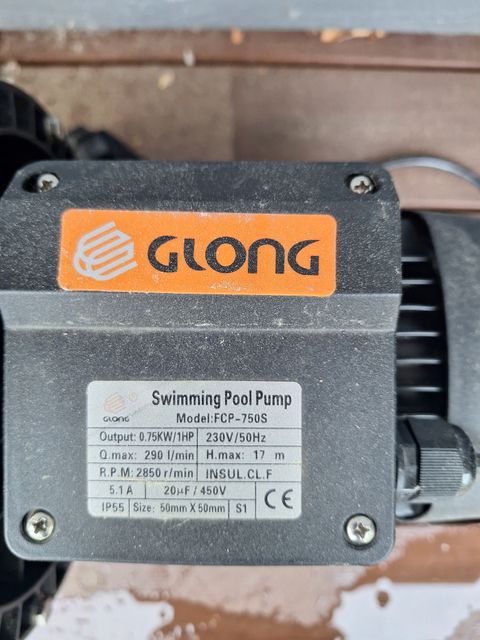 GLONG
Swimming Pool Pump
GLONG
Model:FCP-750S
Output: 0.75KW/1HP 230V/50Hz
Q.max: 290 l/min H.max: 17 m
R.P.M: 2850 r/min INSUL.CL.F
5.1A 20μF / 450V CE
IP55 Size: 50mm X 50mm S1